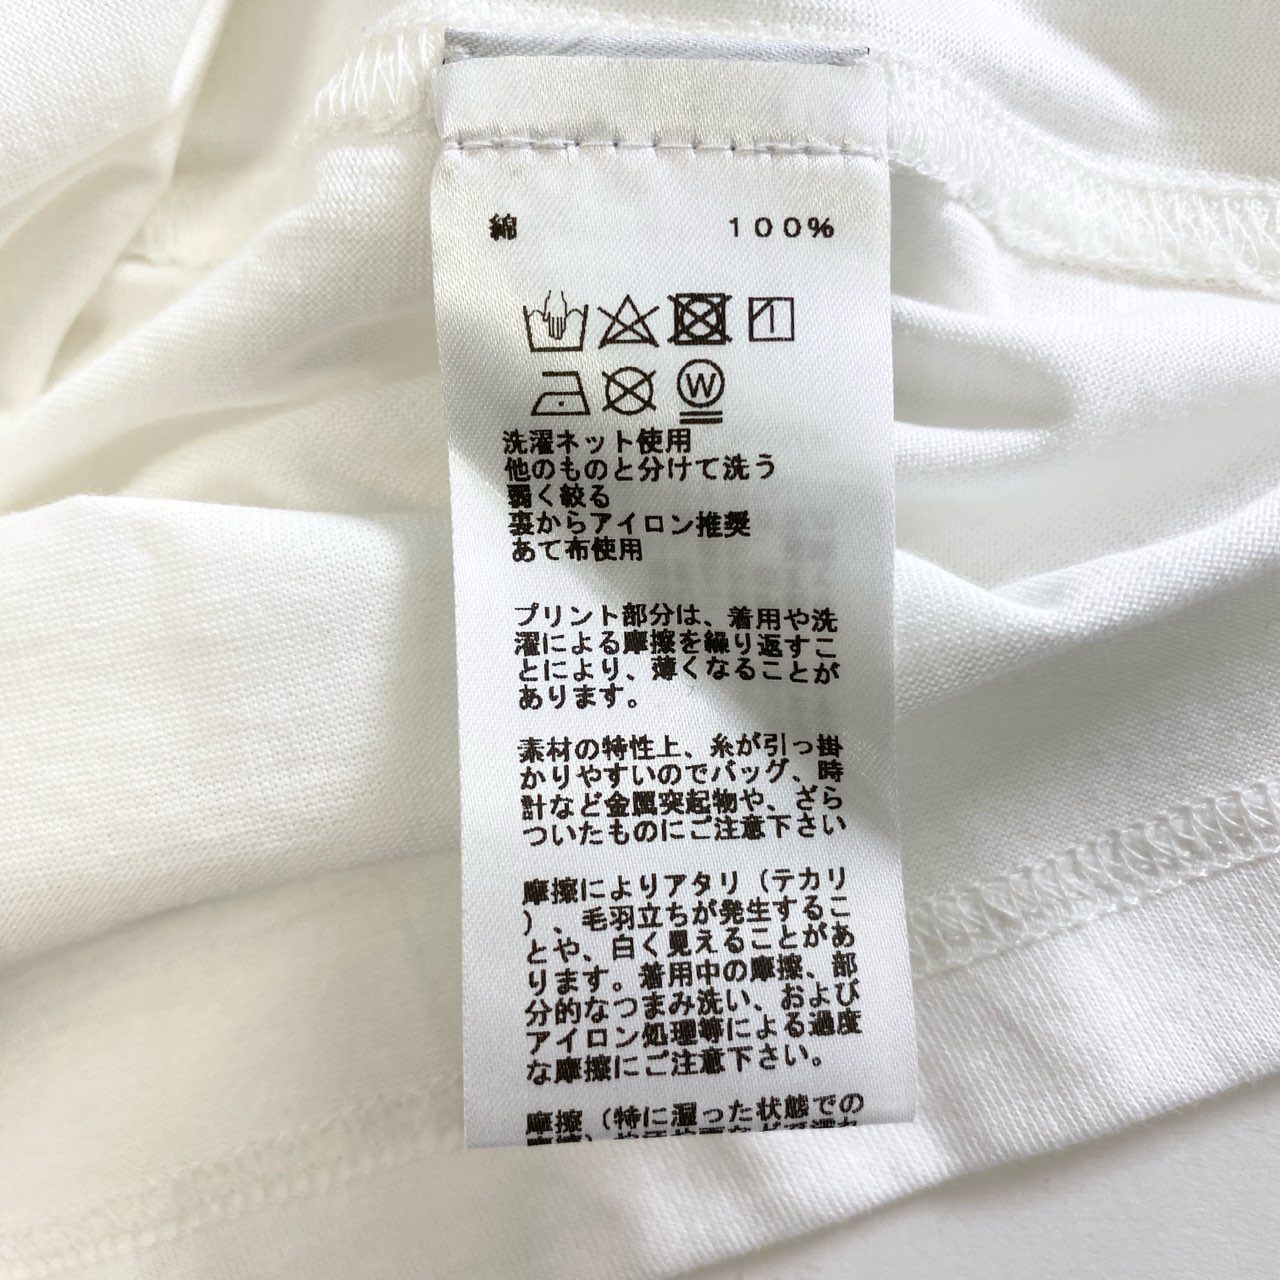 綿 100%
W
洗濯ネット使用
他のものと分けて洗う
弱く絞る
裏からアイロン推奨
あて布使用
プリント部分は、着用や洗
濯による摩擦を繰り返すこ
とにより、薄くなることが
あります。
素材の特性上、糸が引っ掛
かりやすいのでバッグ、時
計など金属突起物や、ざら
ついたものにご注意下さい
摩擦によりアタリ（テカリ
）、毛羽立ちが発生するこ
とや、白く見えることがあ
ります。着用中の摩擦、部
分的なつまみ洗い、および
アイロン処理等による過度
な摩擦にご注意下さい。
摩擦（特に湿った状態での